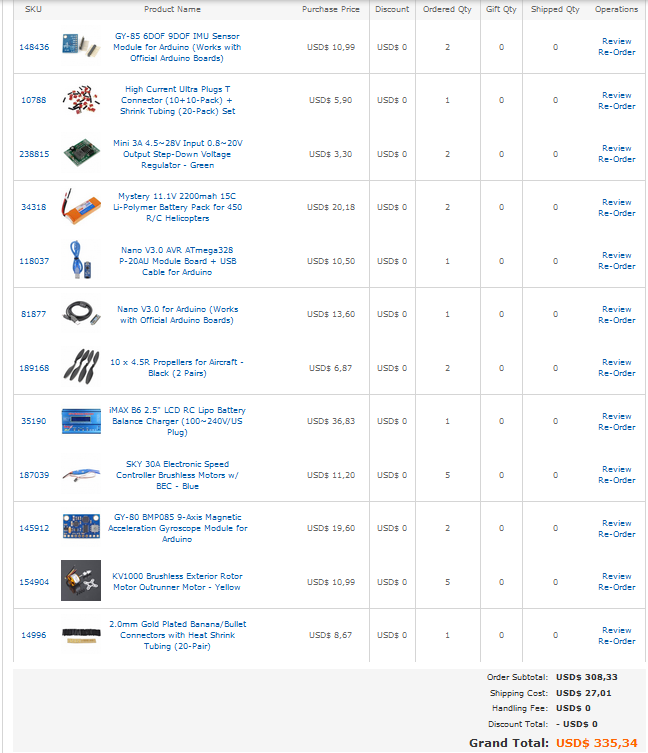 SKU Product Name Purchase Price Discount Ordered Qty Gift Qty Shipped Qty Operations
GY-85 6DOF 9DOF IMU Sensor
148436 Module for Arduino (Works with USD$ 10,99 USD$ 0 2 0 0 Review
Official Arduino Boards) Re-Order
High Current Ultra Plugs T
10788 Connector (10+10-Pack) + USD$ 5,90 USD$ 0 1 0 0 Review
Shrink Tubing (20-Pack) Set Re-Order
Mini 3A 4.5~28V Input 0.8~20V
238815 Output Step-Down Voltage USD$ 3,30 USD$ 0 2 0 0 Review
Regulator - Green Re-Order
Mystery 11.1V 2200mah 15C
34318 Li-Polymer Battery Pack for 450 USD$ 20,18 USD$ 0 2 0 0 Review
R/C Helicopters Re-Order
Nano V3.0 AVR ATmega328
118037 P-20AU Module Board + USB USD$ 10,50 USD$ 0 1 0 0 Review
Cable for Arduino Re-Order
Nano V3.0 for Arduino (Works Review
81877 with Official Arduino Boards) USD$ 13,60 USD$ 0 1 0 0 Re-Order
10 x 4.5R Propellers for Aircraft - Review
189168 Black (2 Pairs) USD$ 6,87 USD$ 0 2 0 0 Re-Order
iMAX B6 2.5" LCD RC Lipo Battery
35190 Balance Charger (100~240V/US USD$ 36,83 USD$ 0 1 0 0 Review
Plug) Re-Order
SKY 30A Electronic Speed
187039 Controller Brushless Motors w/ USD$ 11,20 USD$ 0 5 0 0 Review
BEC - Blue Re-Order
GY-80 BMP085 9-Axis Magnetic
145912 Acceleration Gyroscope Module for USD$ 19,60 USD$ 0 2 0 0 Review
Arduino Re-Order
KV1000 Brushless Exterior Rotor Review
154904 Motor Outrunner Motor - Yellow USD$ 10,99 USD$ 0 5 0 0 Re-Order
2.0mm Gold Plated Banana/Bullet
14996 Connectors with Heat Shrink USD$ 8,67 USD$ 0 1 0 0 Review
Tubing (20-Pair) Re-Order
Order Subtotal: USD$ 308,33
Shipping Cost: USD$ 27,01
Handling Fee: USD$ 0
Discount Total: - USD$ 0
Grand Total: USD$ 335,34